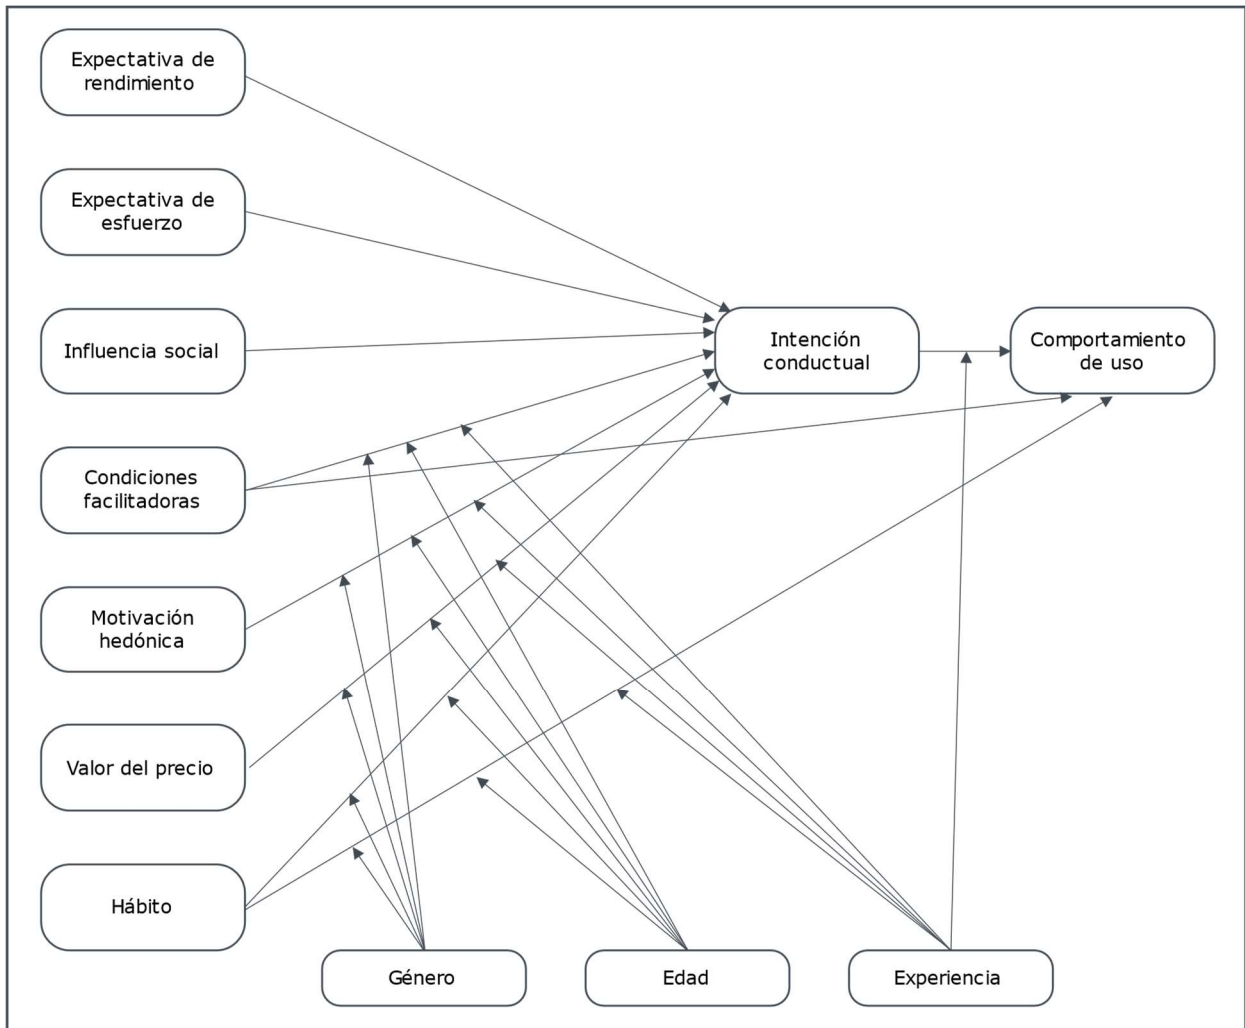 Expectativa de
rendimiento
Expectativa de
esfuerzo
Influencia social
Intención
conductual
Comportamiento
de uso
Condiciones
facilitadoras
Motivación
hedónica
Valor del precio
Hábito
Género
Edad
Experiencia